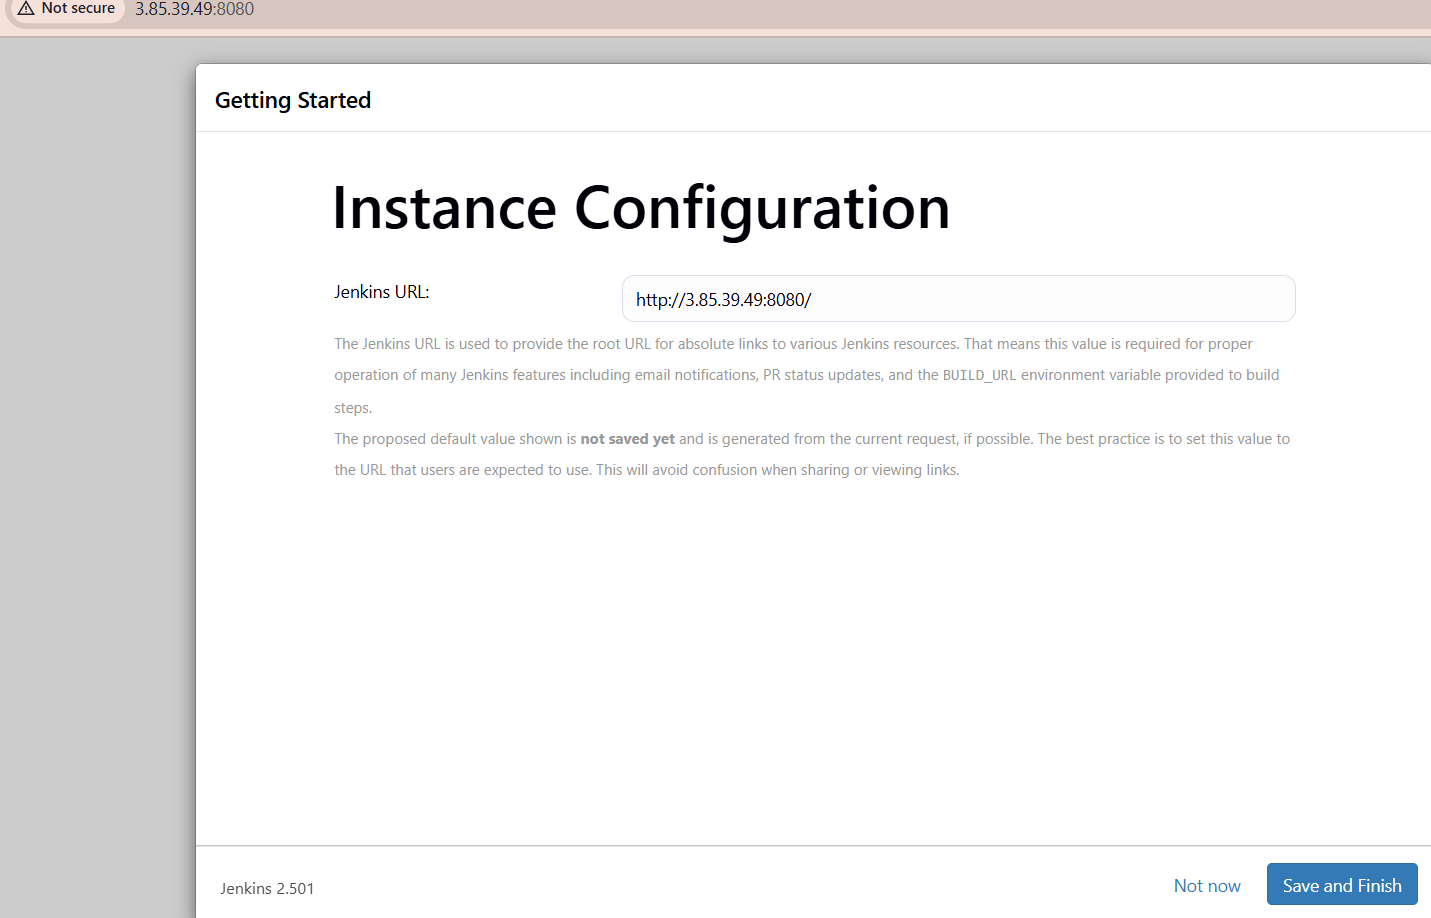 Not secure 3.85.39.49:8080
Getting Started
Instance Configuration
Jenkins URL: http://3.85.39.49:8080/
The Jenkins URL is used to provide the root URL for absolute links to various Jenkins resources. That means this value is required for proper
operation of many Jenkins features including email notifications, PR status updates, and the BUILD_URL environment variable provided to build
steps.
The proposed default value shown is not saved yet and is generated from the current request, if possible. The best practice is to set this value to
the URL that users are expected to use. This will avoid confusion when sharing or viewing links.
Jenkins 2.501 Not now Save and Finish